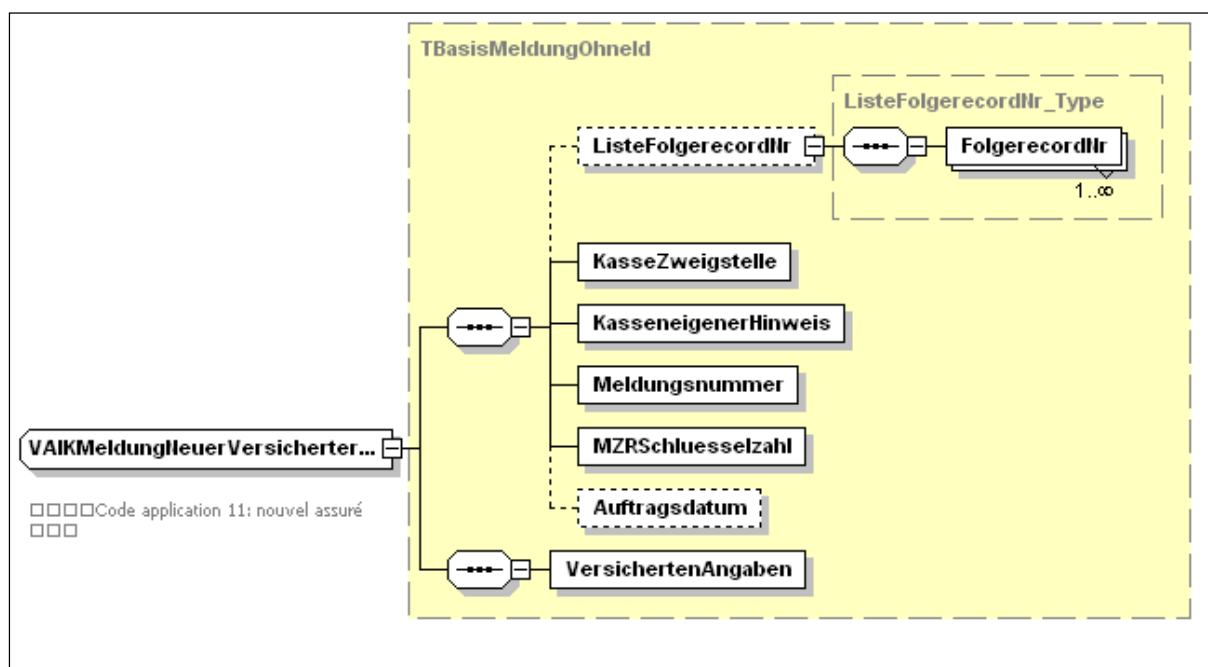 TBasisMeldungOhneId
ListeFolgerecordNr_Type
ListeFolgerecordNr
FolgerecordNr
1..∞
KasseZweigstelle
KasseneigenerHinweis
Meldungsnummer
VAIKMeldungNeuerVersicherter...
MZRSchluesselzahl
□□□□Code application 11: nouvel assuré
□□□
Auftragsdatum
VersichertenAngaben